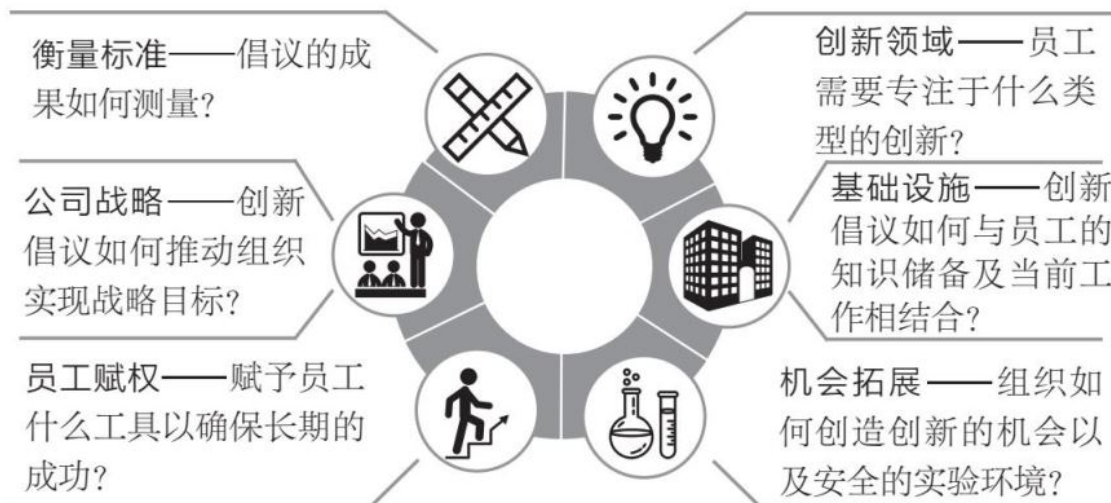 衡量标准——倡议的成
果如何测量?
公司战略——创新
倡议如何推动组织
实现战略目标?
员工赋权——赋予员工
什么工具以确保长期的
成功?
创新领域——员工
需要专注于什么类
型的创新?
基础设施——创新
倡议如何与员工的
知识储备及当前工
作相结合?
机会拓展——组织如
何创造创新的机会以
及安全的实验环境?